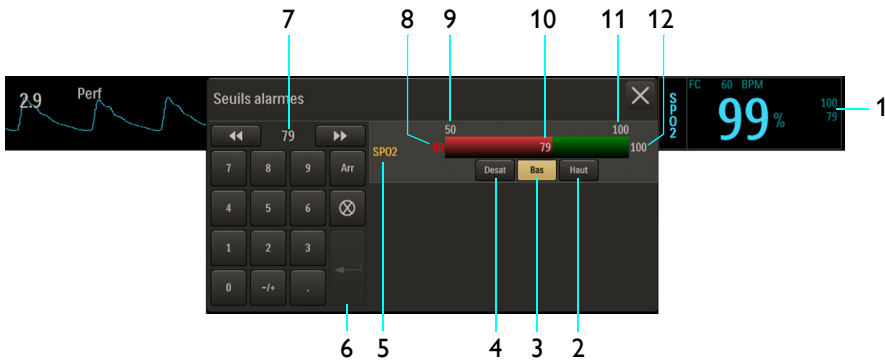 7 8 9 10 11 12
2.9 Perf
Seuils alarmes
79
7 8 9 Arr
4 5 6
1 2 3
0 -/+ .
SPO2
50 100
80 79 100
Desat Bas Haut
SPO2
FC 60 BPM
99 %
100
79
1
6 5 4 3 2